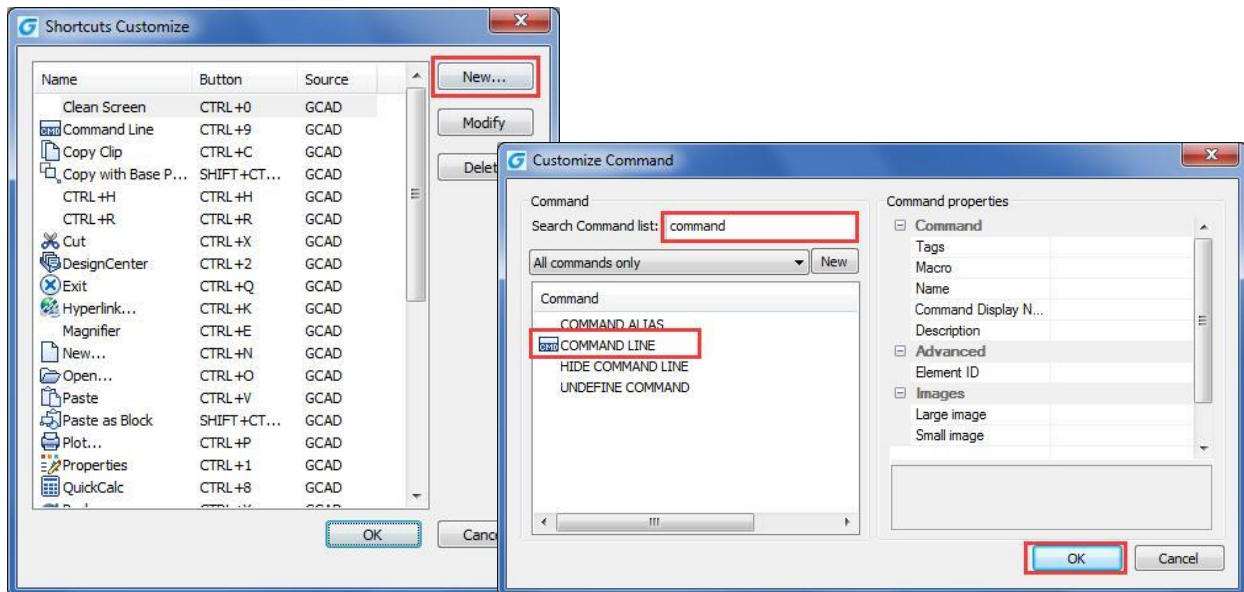 Shortcuts Customize
Name Button Source
Clean Screen CTRL+0 GCAD
CMD Command Line CTRL+9 GCAD
Copy Clip CTRL+C GCAD
Copy with Base P... SHIFT+CT... GCAD
CTRL+H CTRL+H GCAD
CTRL+R CTRL+R GCAD
Cut CTRL+X GCAD
DesignCenter CTRL+2 GCAD
Exit CTRL+Q GCAD
Hyperlink... CTRL+K GCAD
Magnifier CTRL+E GCAD
New... CTRL+N GCAD
Open... CTRL+O GCAD
Paste CTRL+V GCAD
Paste as Block SHIFT+CT... GCAD
Plot... CTRL+P GCAD
Properties CTRL+1 GCAD
QuickCalc CTRL+8 GCAD
New...
Modify
Delet
OK
Canc
Customize Command
Command
Search Command list: command
All commands only New
Command
COMMAND ALIAS
CMD COMMAND LINE
HIDE COMMAND LINE
UNDEFINE COMMAND
Command properties
Command
Tags
Macro
Name
Command Display N...
Description
Advanced
Element ID
Images
Large image
Small image
OK Cancel